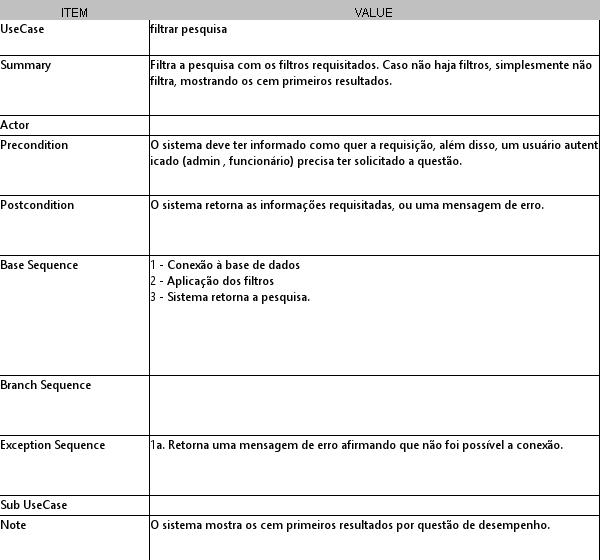 ITEM VALUE
UseCase filtrar pesquisa
Summary Filtra a pesquisa com os filtros requisitados. Caso não haja filtros, simplesmente não
filtra, mostrando os cem primeiros resultados.
Actor
Precondition O sistema deve ter informado como quer a requisição, além disso, um usuário autent
icado (admin , funcionário) precisa ter solicitado a questão.
Postcondition O sistema retorna as informações requisitadas, ou uma mensagem de erro.
Base Sequence 1 - Conexão à base de dados
2 - Aplicação dos filtros
3 - Sistema retorna a pesquisa.
Branch Sequence
Exception Sequence 1a. Retorna uma mensagem de erro afirmando que não foi possível a conexão.
Sub UseCase
Note O sistema mostra os cem primeiros resultados por questão de desempenho.